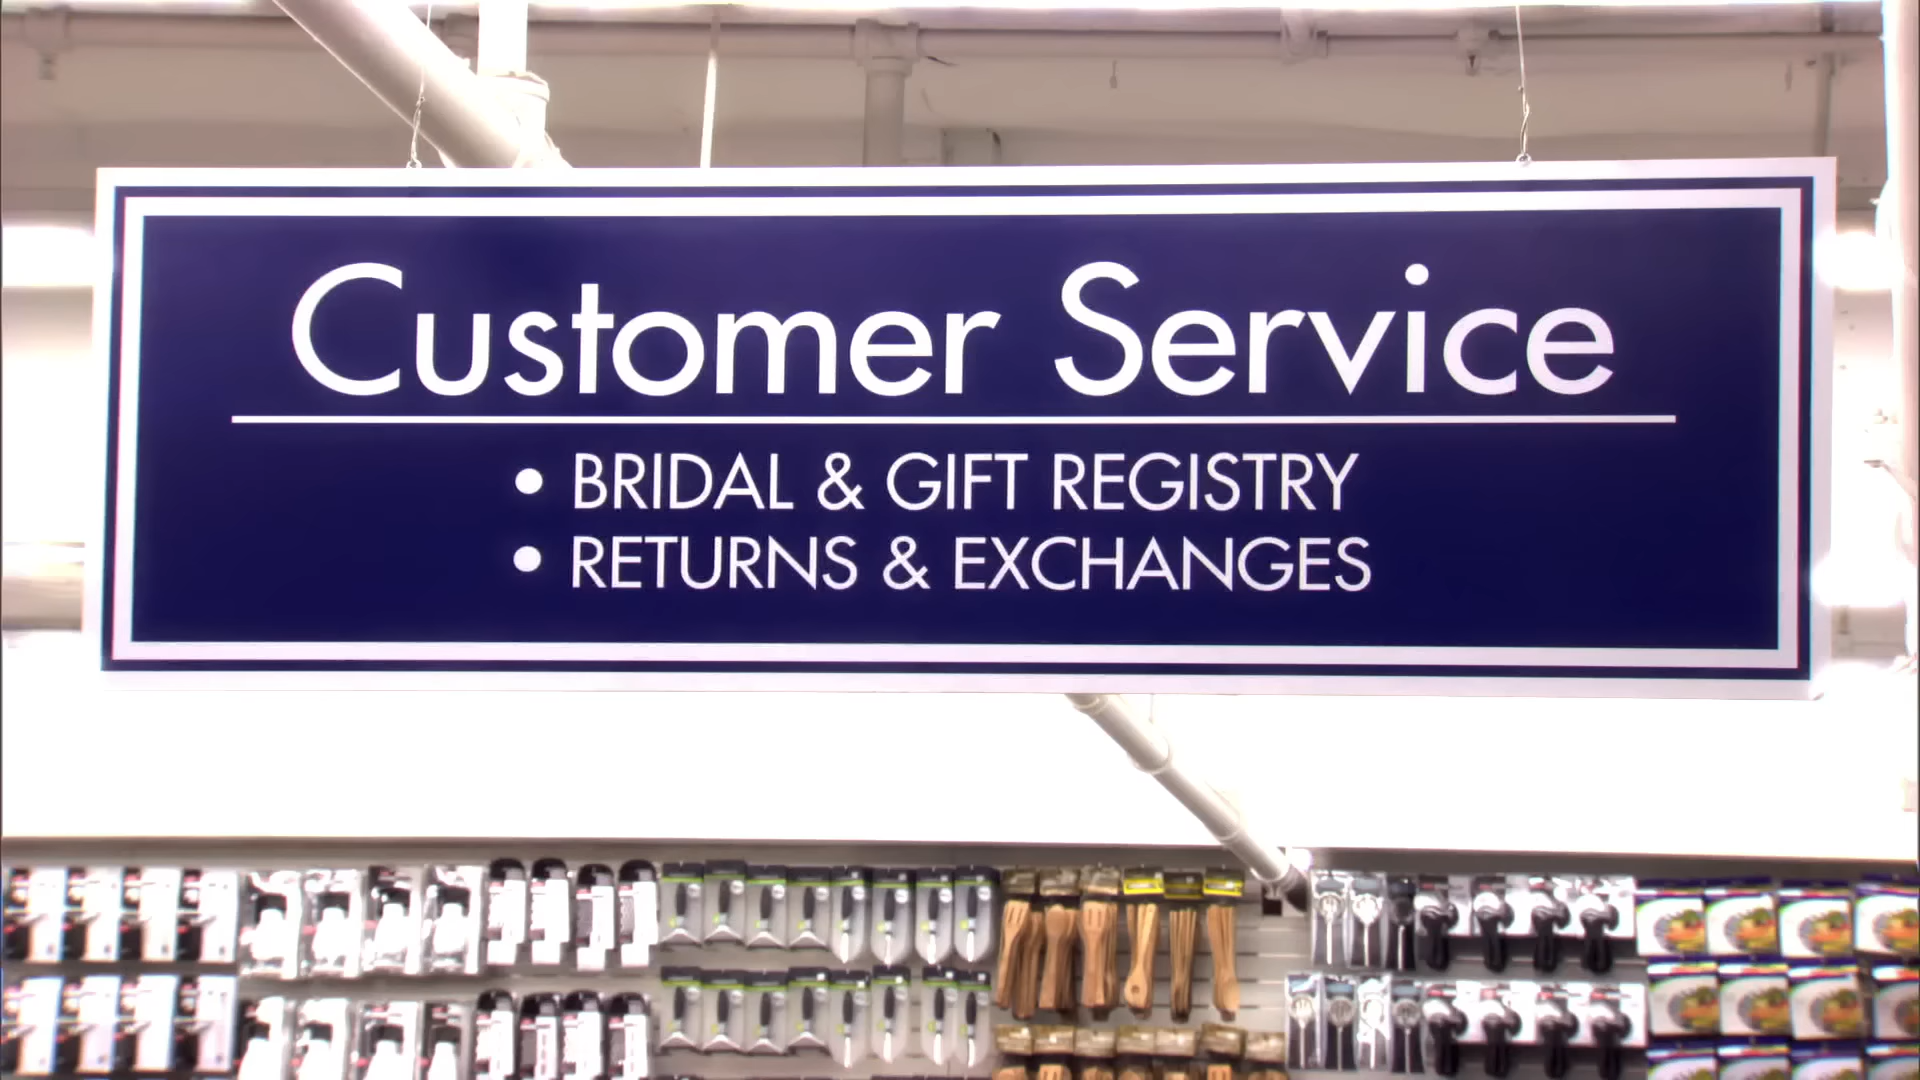 Customer Service
• BRIDAL & GIFT REGISTRY
• RETURNS & EXCHANGES